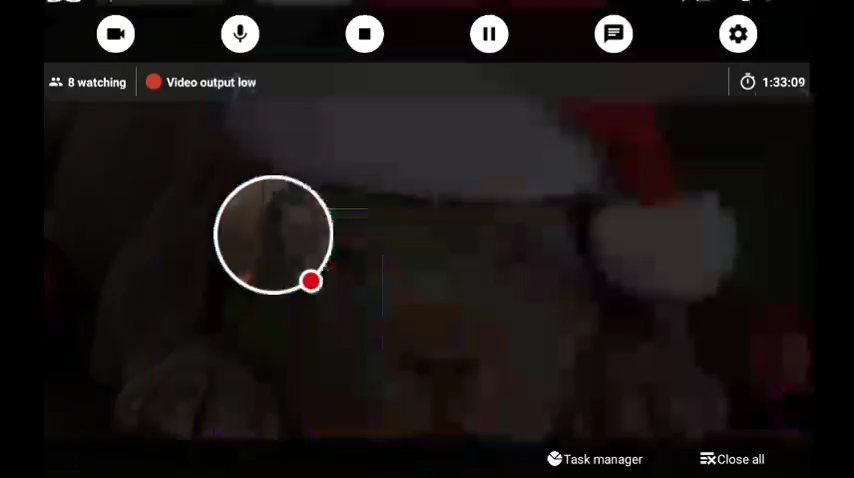 8 watching
Video output low
1:33:09
Task manager
Close all